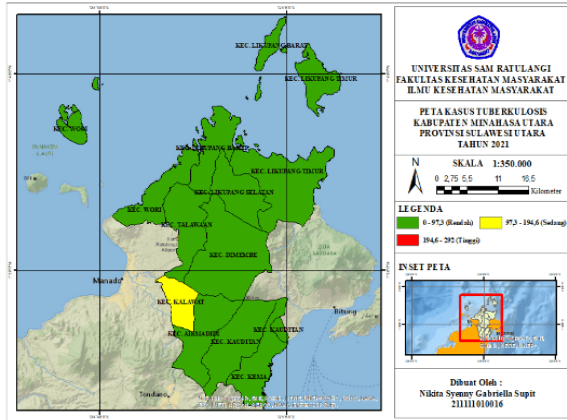 KEC. LIKUPANG BARAT
KEC. LIKUPANG TIMUR
KEC. WORI
KEC. LIKUPANG BARAT
KEC. LIKUPANG TIMUR
KEC. LIKUPANG SELATAN
KEC. WORI
KEC. TALAWAAN
KEC. DIMEMBE
Manado
KEC. KALAWAT
Bitung
KEC. AIRMADIDI
KEC. KAUDITAN
KEC. KAUDITAN
KEC. KEMA
Tondano
UNIVERSITAS SAM RATULANGI
FAKULTAS KESEHATAN MASYARAKAT
ILMU KESEHATAN MASYARAKAT
PETA KASUS TUBERKULOSIS
KABUPATEN MINAHASA UTARA
PROVINSI SULAWESI UTARA
TAHUN 2021
N
SKALA 1:350.000
0 2,75 5,5 11 16,5
Kilometer
LEGENDA
0 - 97,3 (Rendah)
97,3 - 194,6 (Sedang)
194,6 - 292 (Tinggi)
INSET PETA
Dibuat Oleh :
Nikita Syenny Gabriella Supit
211111010016